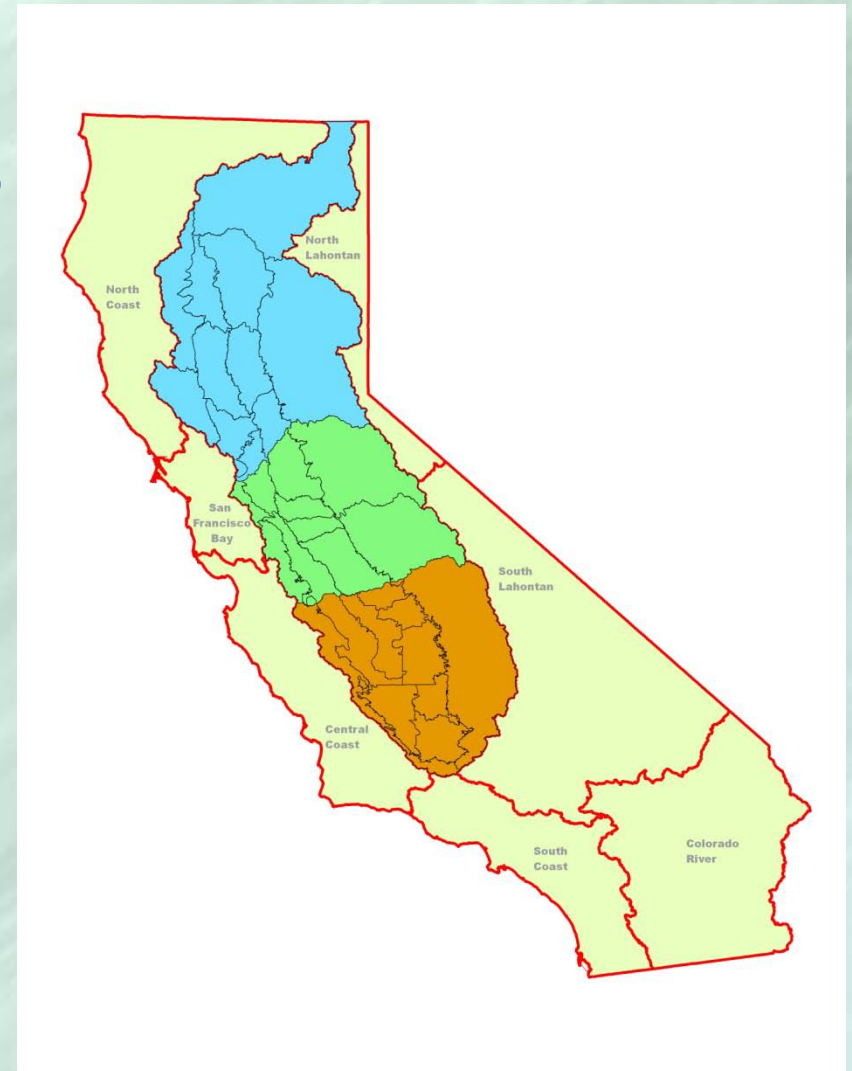 North
Lahontan
North
Coast
San
Francisco
Bay
South
Lahontan
Central
Coast
South
Coast
Colorado
River